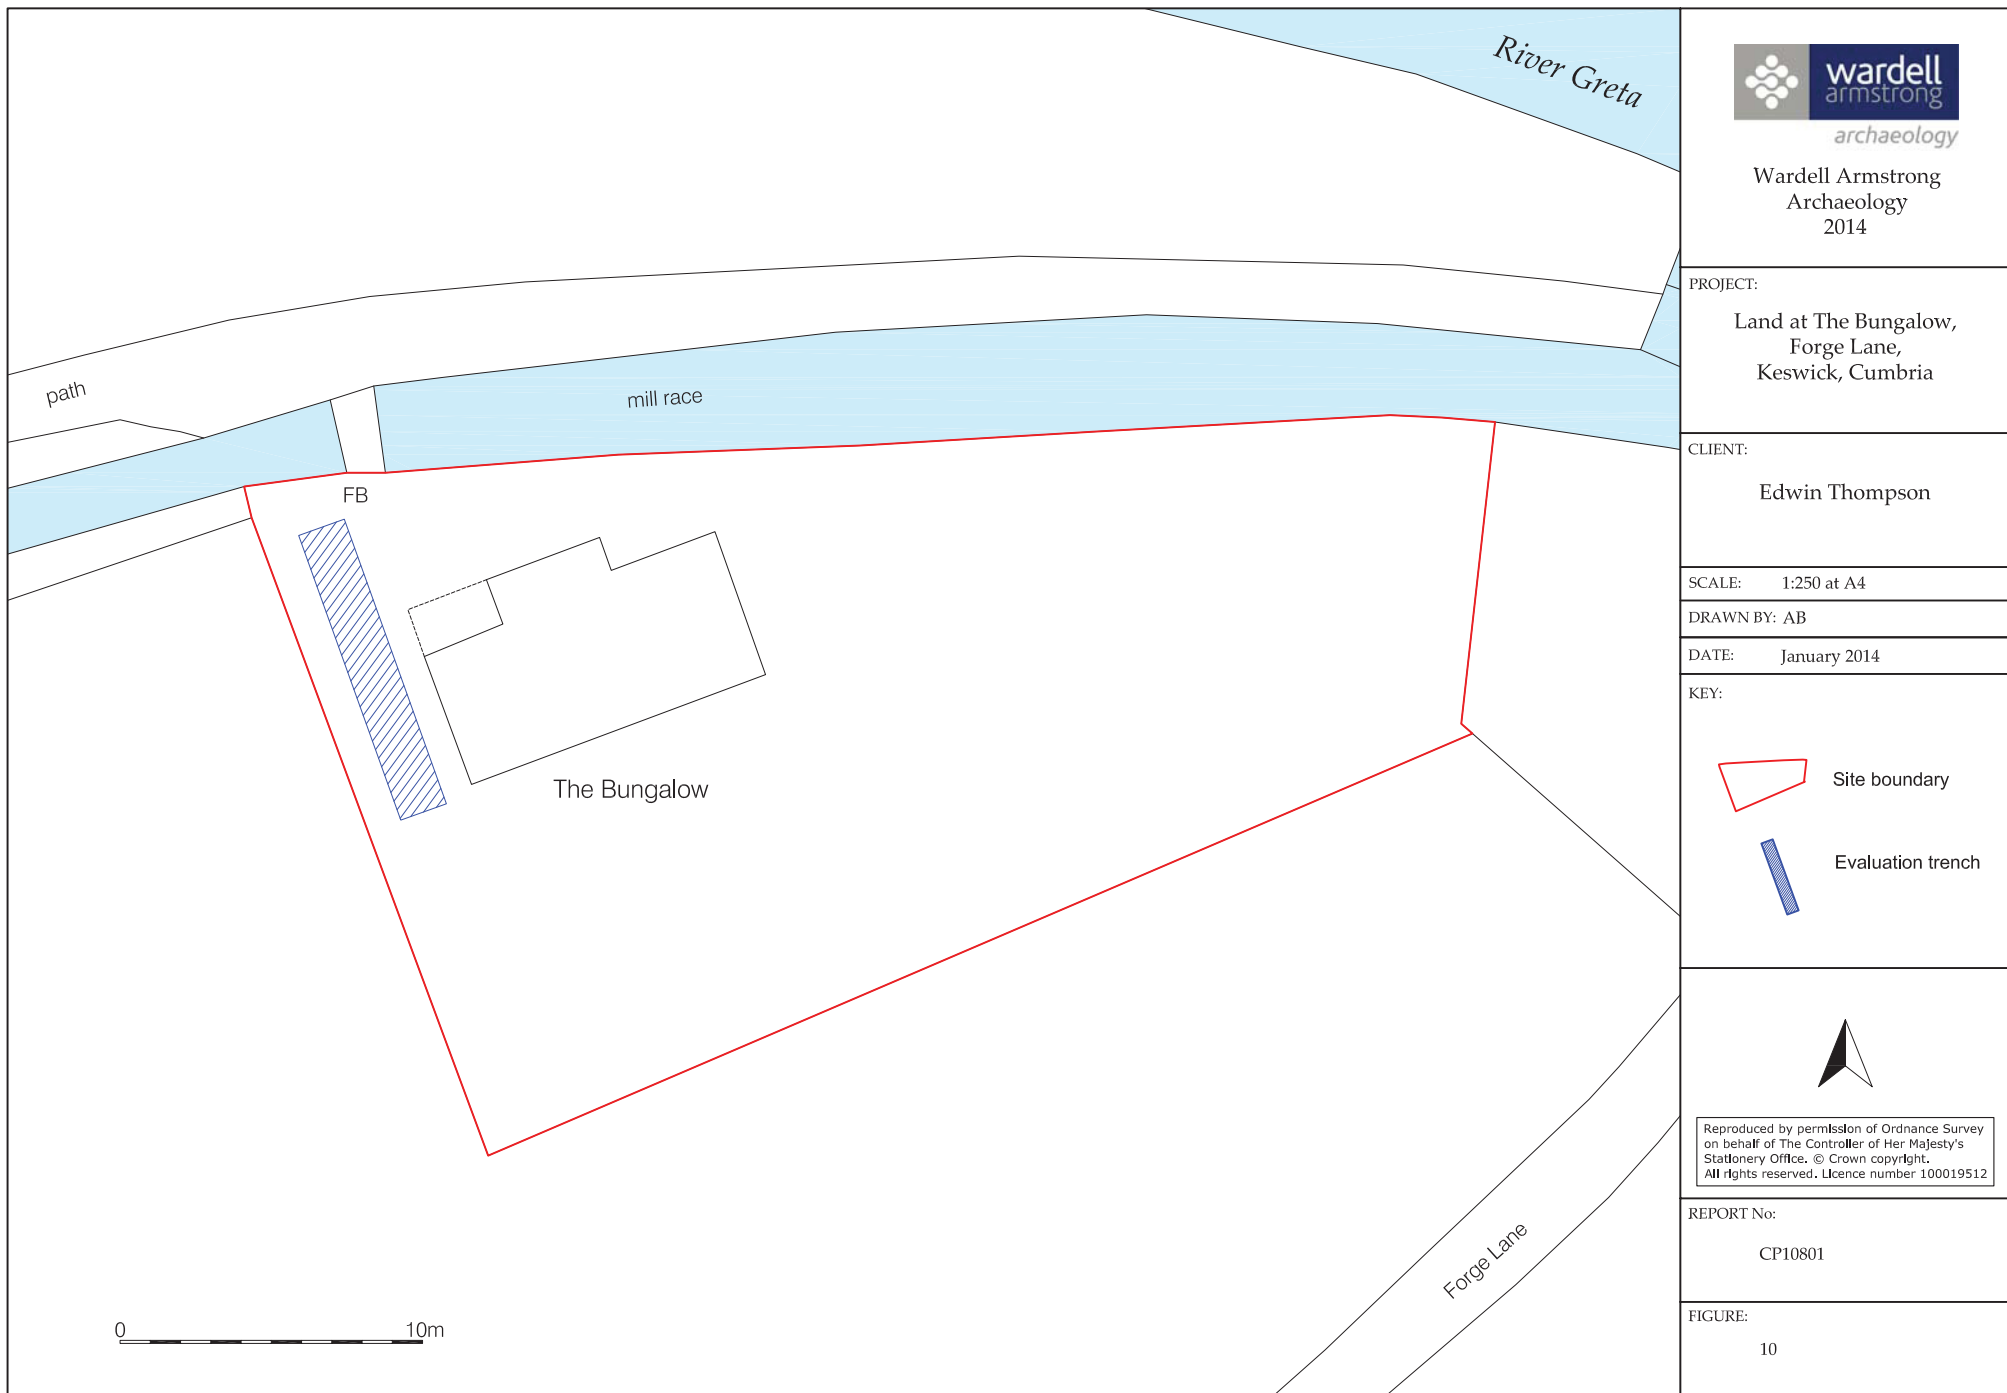 River Greta
path
mill race
FB
The Bungalow
Forge Lane
0 10m
wardell
armstrong
archaeology
Wardell Armstrong
Archaeology
2014
PROJECT:
Land at The Bungalow,
Forge Lane,
Keswick, Cumbria
CLIENT:
Edwin Thompson
SCALE: 1:250 at A4
DRAWN BY: AB
DATE: January 2014
KEY:
Site boundary
Evaluation trench
Reproduced by permission of Ordnance Survey
on behalf of The Controller of Her Majesty's
Stationery Office. © Crown copyright.
All rights reserved. Licence number 100019512
REPORT No:
CP10801
FIGURE:
10